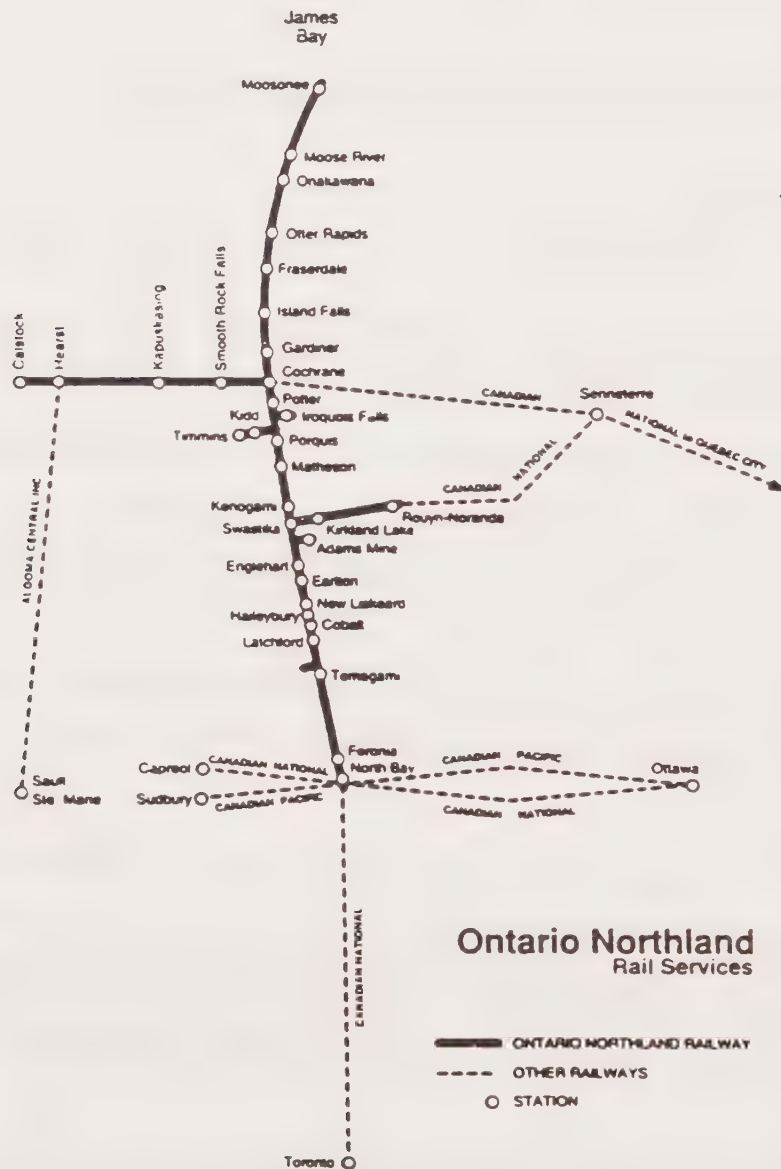 James
Bay
Moosonee
Moose River
Onakawana
Otter Rapids
Fraserdale
Island Falls
Gardiner
Cochrane
Calstock
Hearst
Kapuskasing
Smooth Rock Falls
CANADIAN
Senneterre
NATIONAL to QUEBEC CITY
Potter
Kidd
Iroquois Falls
Timmins
Porquis
Matheson
NATIONAL
CANADIAN
Kenogami
Rouyn-Noranda
Swastika
Kirkland Lake
Adams Mine
Englehart
Earlton
New Liskeard
Haileybury
Cobalt
Latchford
Temagami
ALGOMA CENTRAL INC
Feronia
North Bay
Capreol
CANADIAN NATIONAL
CANADIAN PACIFIC
Ottawa
Sault
Ste. Marie
Sudbury
CANADIAN PACIFIC
CANADIAN NATIONAL
CANADIAN NATIONAL
Ontario Northland
Rail Services
ONTARIO NORTHLAND RAILWAY
OTHER RAILWAYS
STATION
Toronto